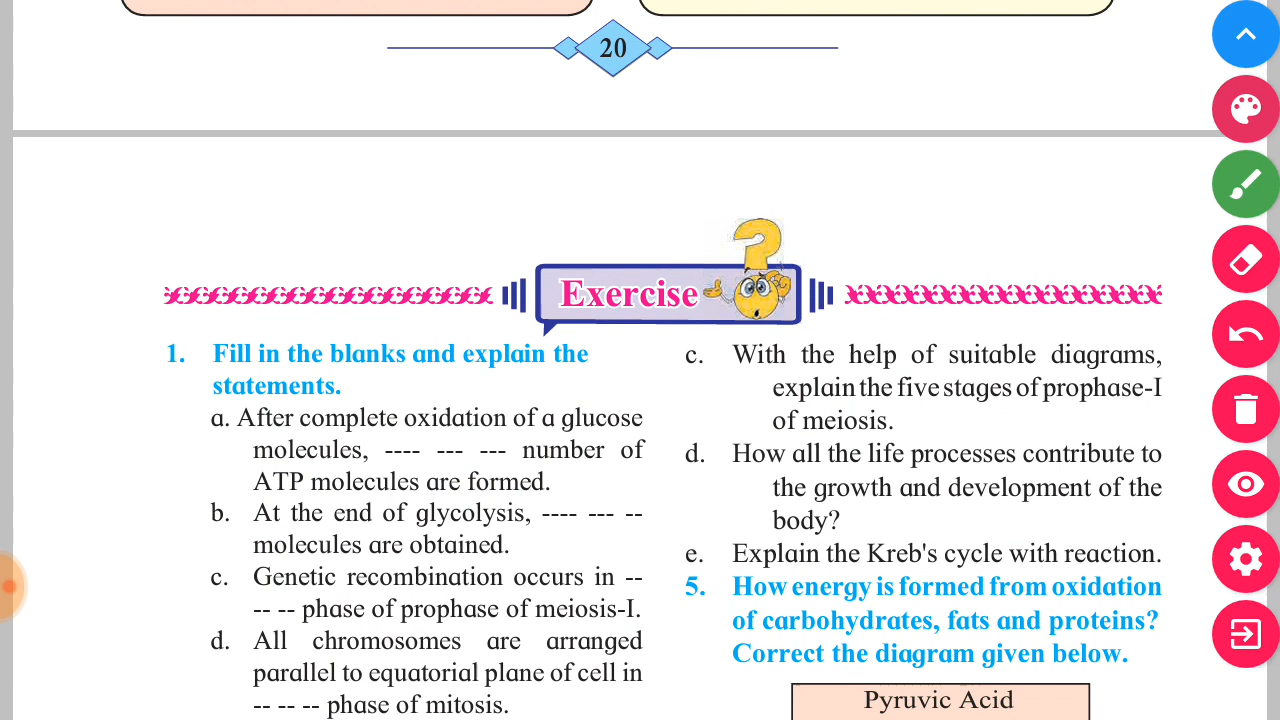 20
Exercise
1. Fill in the blanks and explain the
statements.
a. After complete oxidation of a glucose
molecules, ---- --- --- number of
ATP molecules are formed.
b. At the end of glycolysis, ---- --- --
molecules are obtained.
c. Genetic recombination occurs in --
-- -- phase of prophase of meiosis-I.
d. All chromosomes are arranged
parallel to equatorial plane of cell in
-- -- -- phase of mitosis.
c. With the help of suitable diagrams,
explain the five stages of prophase-I
of meiosis.
d. How all the life processes contribute to
the growth and development of the
body?
e. Explain the Kreb's cycle with reaction.
5. How energy is formed from oxidation
of carbohydrates, fats and proteins?
Correct the diagram given below.
Pyruvic Acid